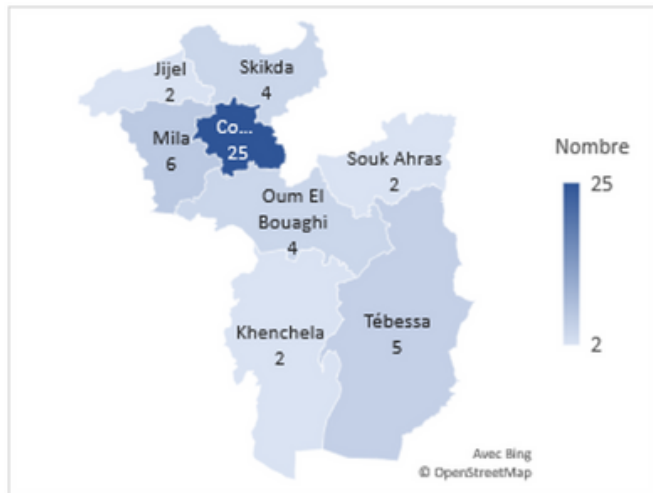 Jijel
2
Skikda
4
Co...
25
Mila
6
Souk Ahras
2
Nombre
25
2
Oum El
Bouaghi
4
Khenchela
2
Tébessa
5
Avec Bing
© OpenStreetMap